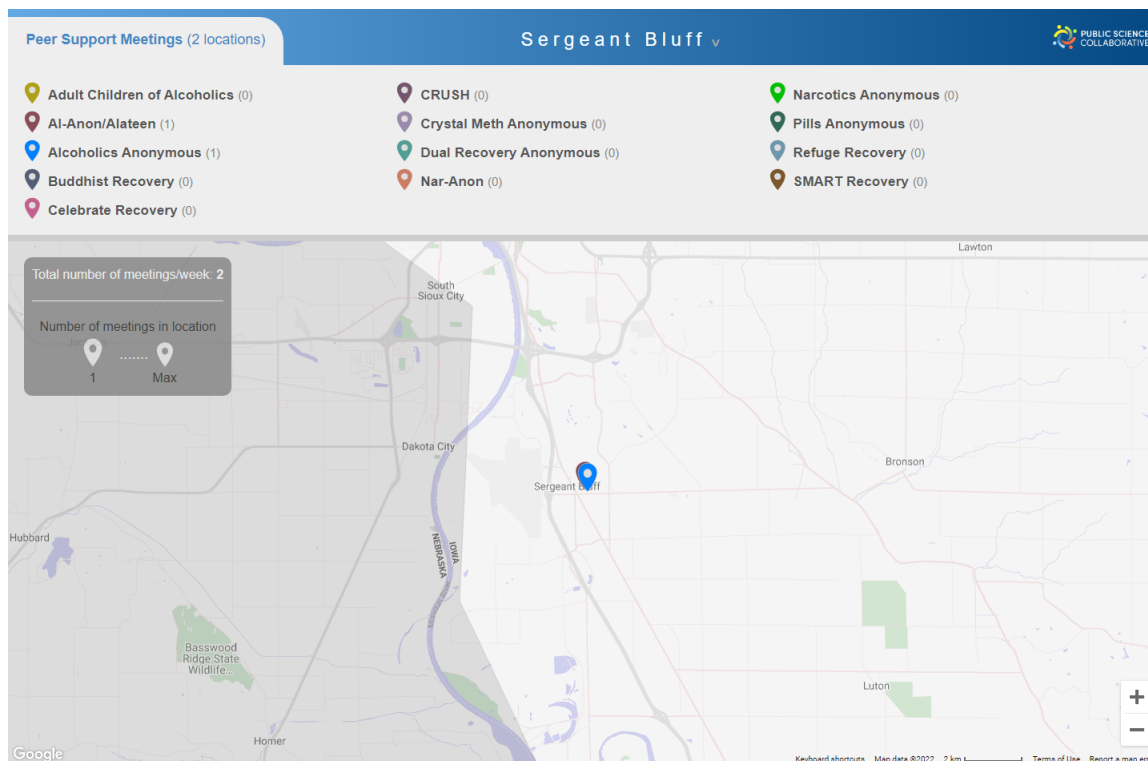 Peer Support Meetings (2 locations)
Sergeant Bluff v
PUBLIC SCIENCE
COLLABORATIVE
Adult Children of Alcoholics (0)
Al-Anon/Alateen (1)
Alcoholics Anonymous (1)
Buddhist Recovery (0)
Celebrate Recovery (0)
CRUSH (0)
Crystal Meth Anonymous (0)
Dual Recovery Anonymous (0)
Nar-Anon (0)
Narcotics Anonymous (0)
Pills Anonymous (0)
Refuge Recovery (0)
SMART Recovery (0)
Total number of meetings/week: 2
Number of meetings in location
1
Max
Lawton
South
Sioux City
Dakota City
Sergeant Bluff
Bronson
Hubbard
IOWA
NEBRASKA
Missouri River
Basswood
Ridge State
Wildlife...
Luton
Homer
Google
Keyboard shortcuts
Map data ©2022
2 km
Terms of Use
Report a map er